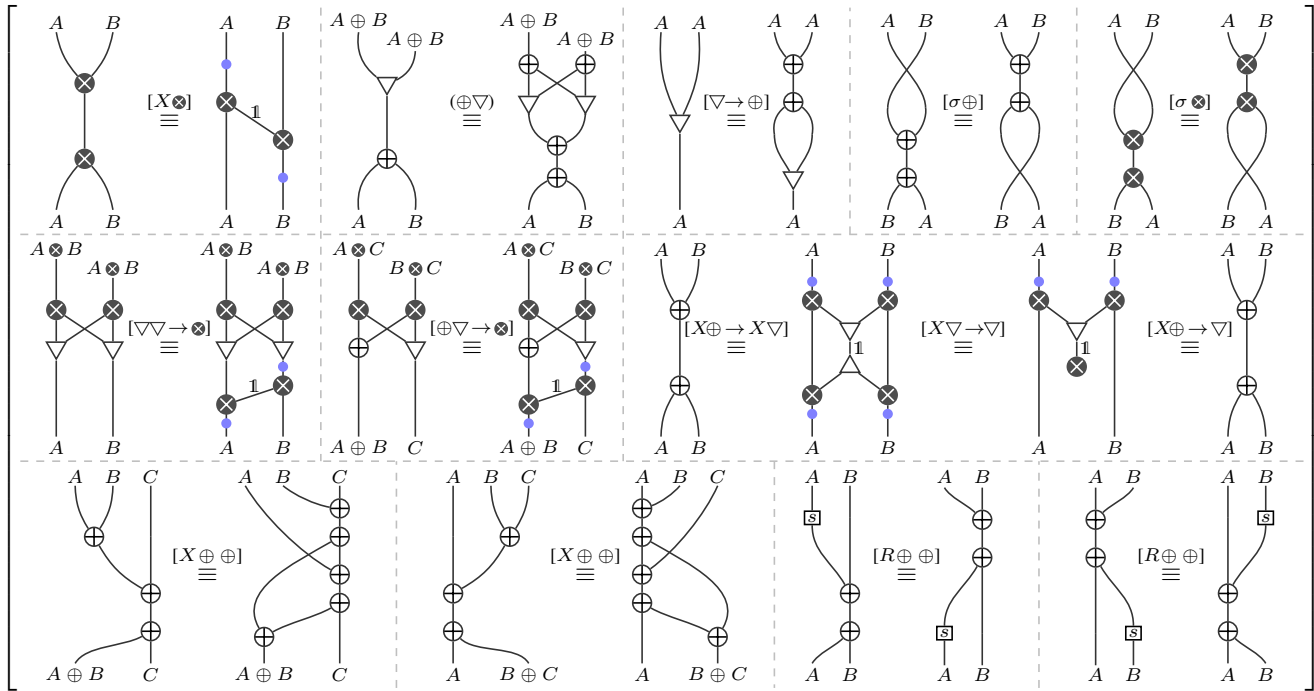 A B A B A ⊕ B A ⊕ B A ⊕ B A ⊕ B A A A A A B A B A B A B
[X⊗] ≡ 𝟙 (⊕▽) ≡ [▽→⊕] ≡ [σ⊕] ≡ [σ⊗] ≡
A B A B A B A B A A B A B A B A B A
A ⊗ B A ⊗ B A ⊗ B A ⊗ B A ⊗ C B ⊗ C A ⊗ C B ⊗ C A B A B A B A B
[▽▽→⊗] ≡ 𝟙 [⊕▽→⊗] ≡ 𝟙 [X⊕→X▽] ≡ 𝟙 [X▽→▽] ≡ 𝟙 [X⊕→▽] ≡
A B A B A ⊕ B C A ⊕ B C A B A B A B A B
A B C A B C A B C A B C A B A B A B A B
s s
[X⊕⊕] ≡ [X⊕⊕] ≡ [R⊕⊕] ≡ [R⊕⊕] ≡
s s
A ⊕ B C A ⊕ B C A B ⊕ C A B ⊕ C A B A B A B A B